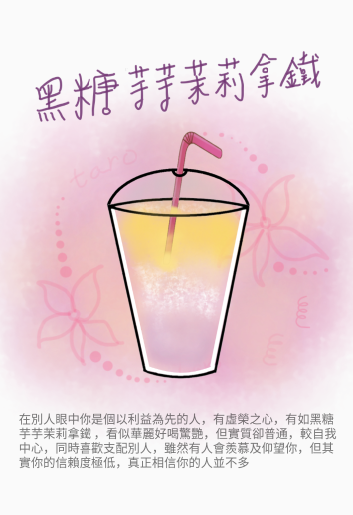 黑糖芋芋茉莉拿鐵
taro
在別人眼中你是個以利益為先的人，有虛榮之心，有如黑糖
芋芋茉莉拿鐵，看似華麗好喝驚艷，但實質卻普通，較自我
中心，同時喜歡支配別人，雖然有人會羨慕及仰望你，但其
實你的信賴度極低，真正相信你的人並不多